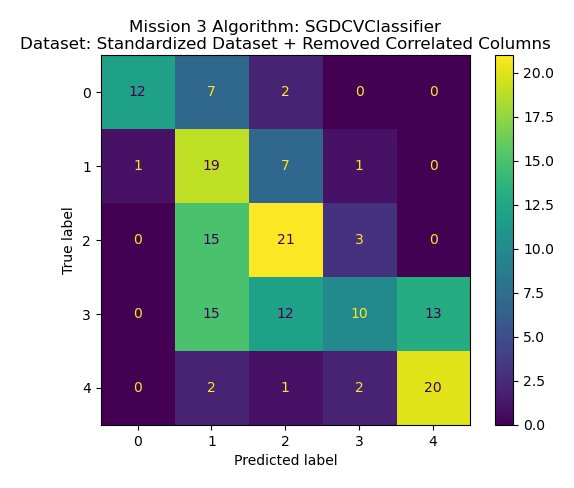 Mission 3 Algorithm: SGDCVClassifier
Dataset: Standardized Dataset + Removed Correlated Columns
True label
0 12 7 2 0 0
1 1 19 7 1 0
2 0 15 21 3 0
3 0 15 12 10 13
4 0 2 1 2 20
0 1 2 3 4
Predicted label
20.0
17.5
15.0
12.5
10.0
7.5
5.0
2.5
0.0